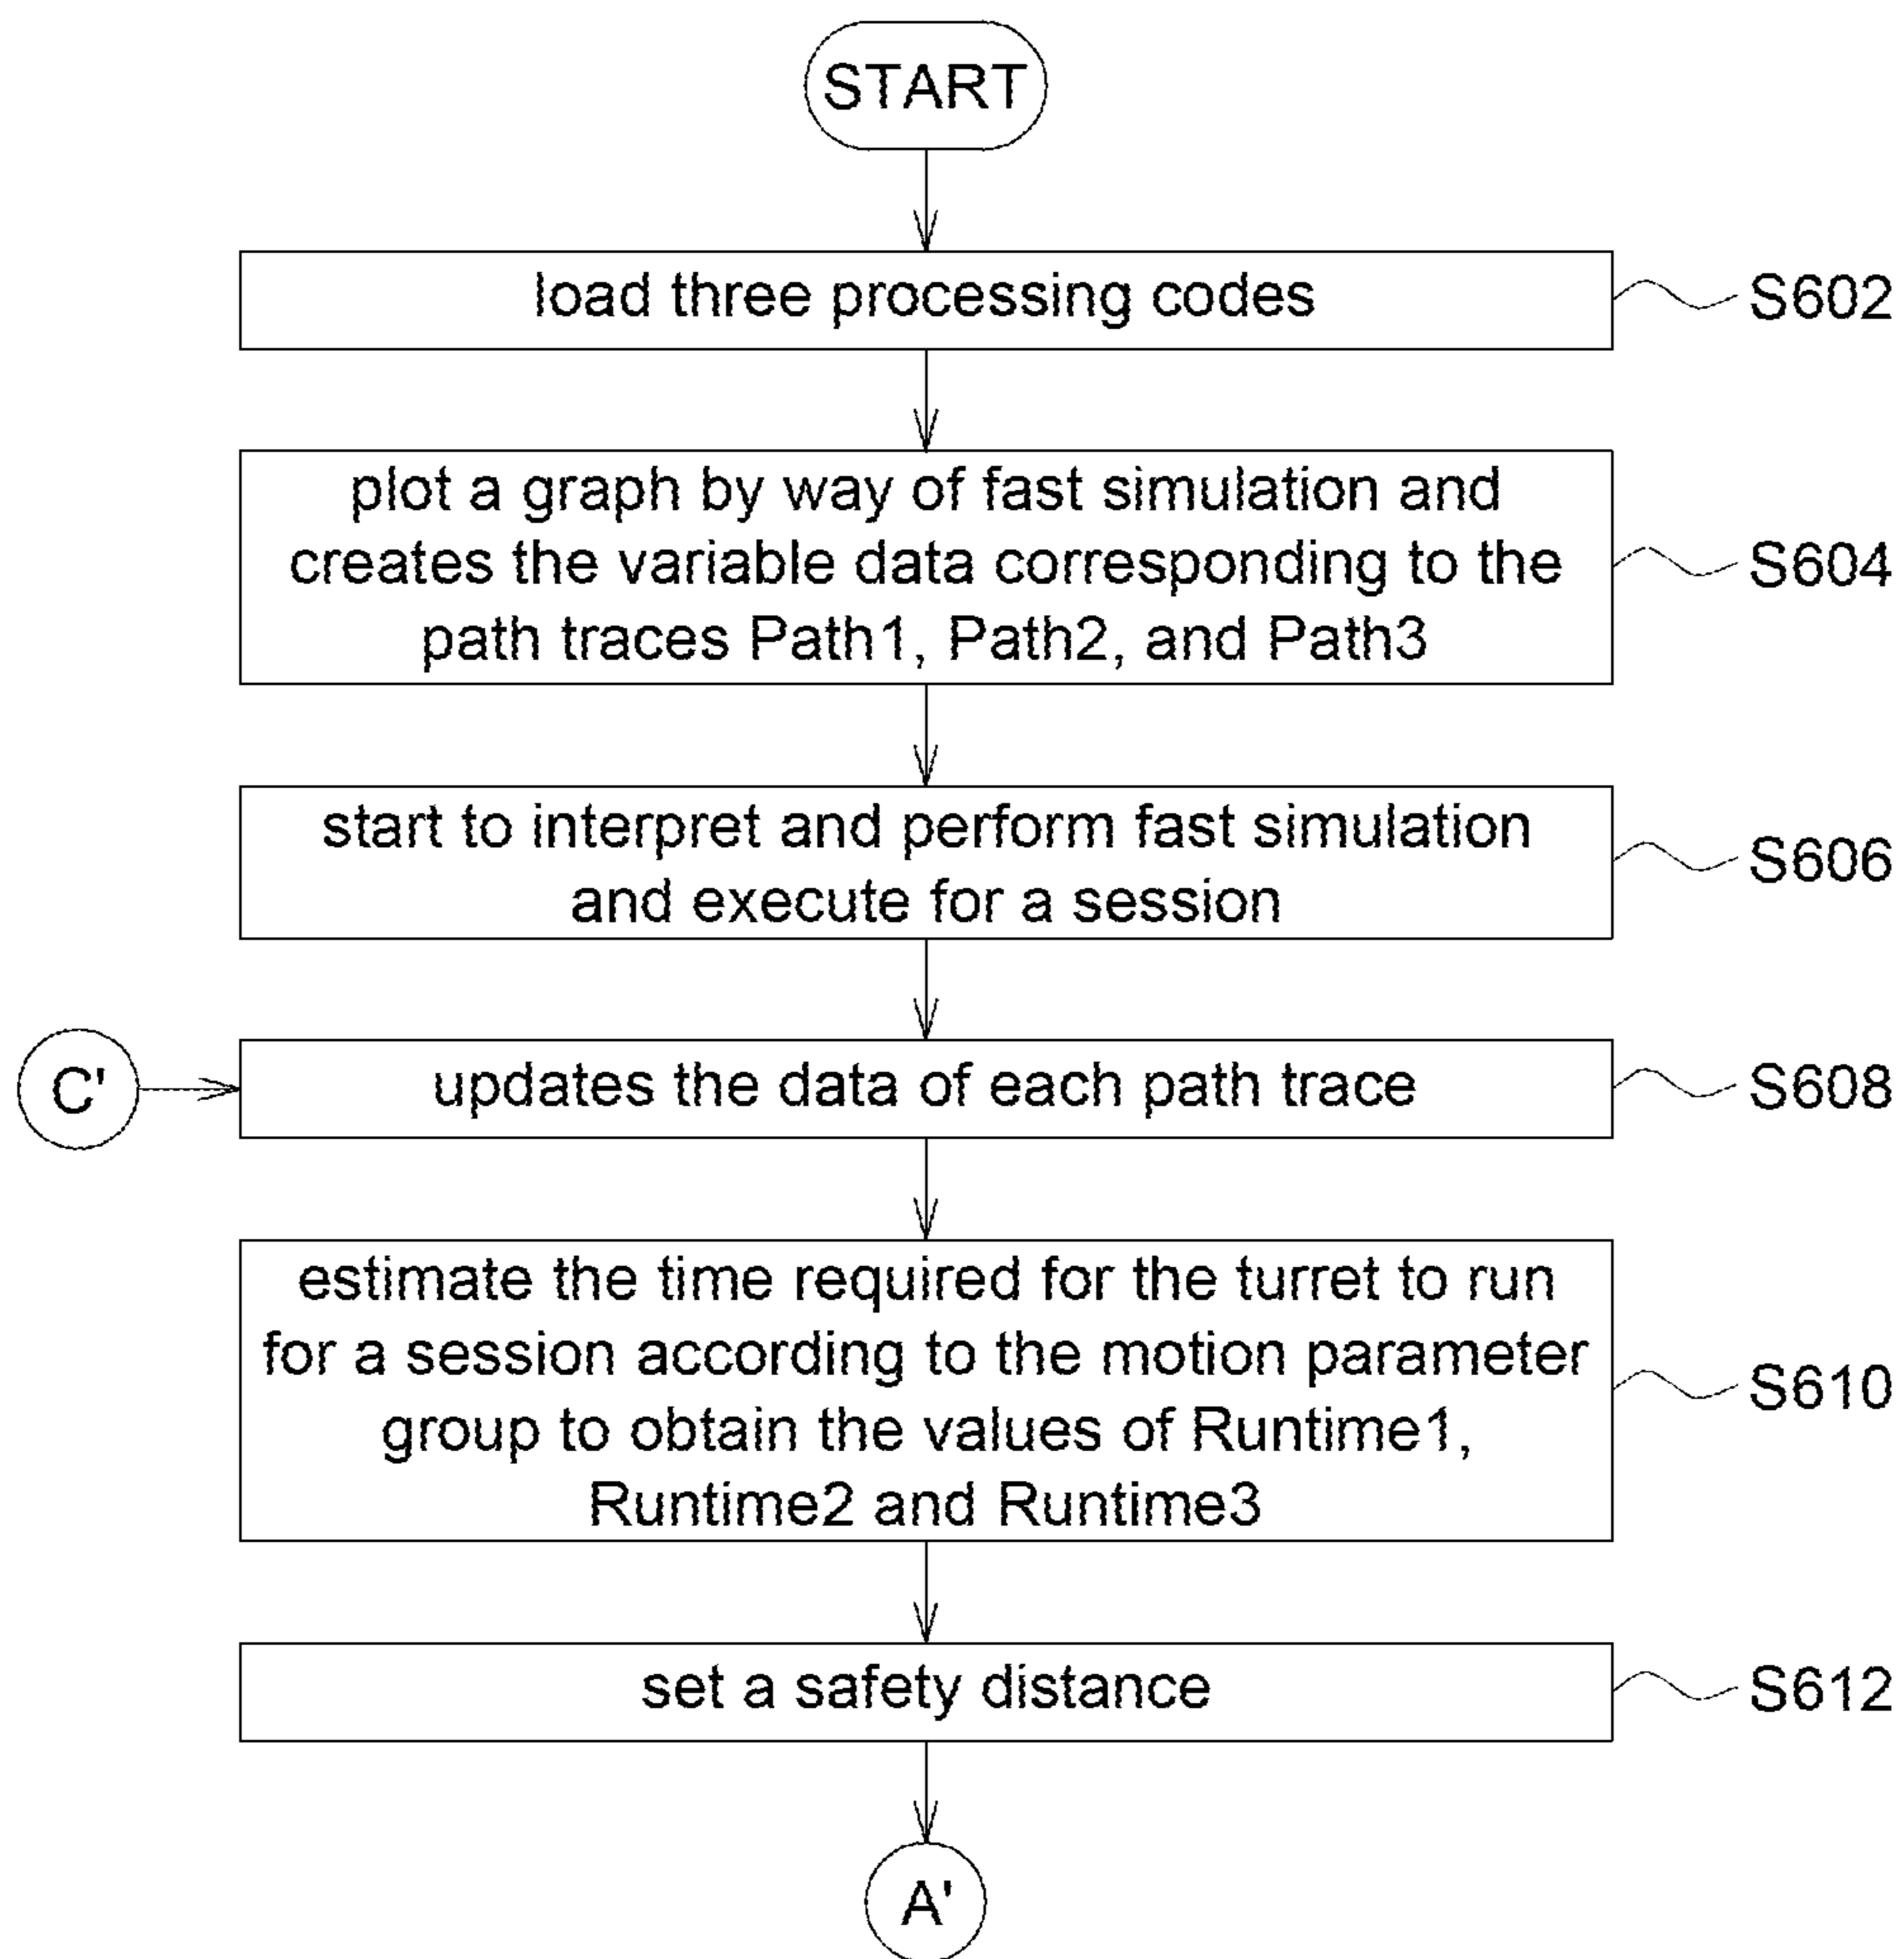 START
load three processing codes
S602
plot a graph by way of fast simulation and
creates the variable data corresponding to the
path traces Path1, Path2, and Path3
S604
start to interpret and perform fast simulation
and execute for a session
S606
C'
updates the data of each path trace
S608
estimate the time required for the turret to run
for a session according to the motion parameter
group to obtain the values of Runtime1,
Runtime2 and Runtime3
S610
set a safety distance
S612
A'